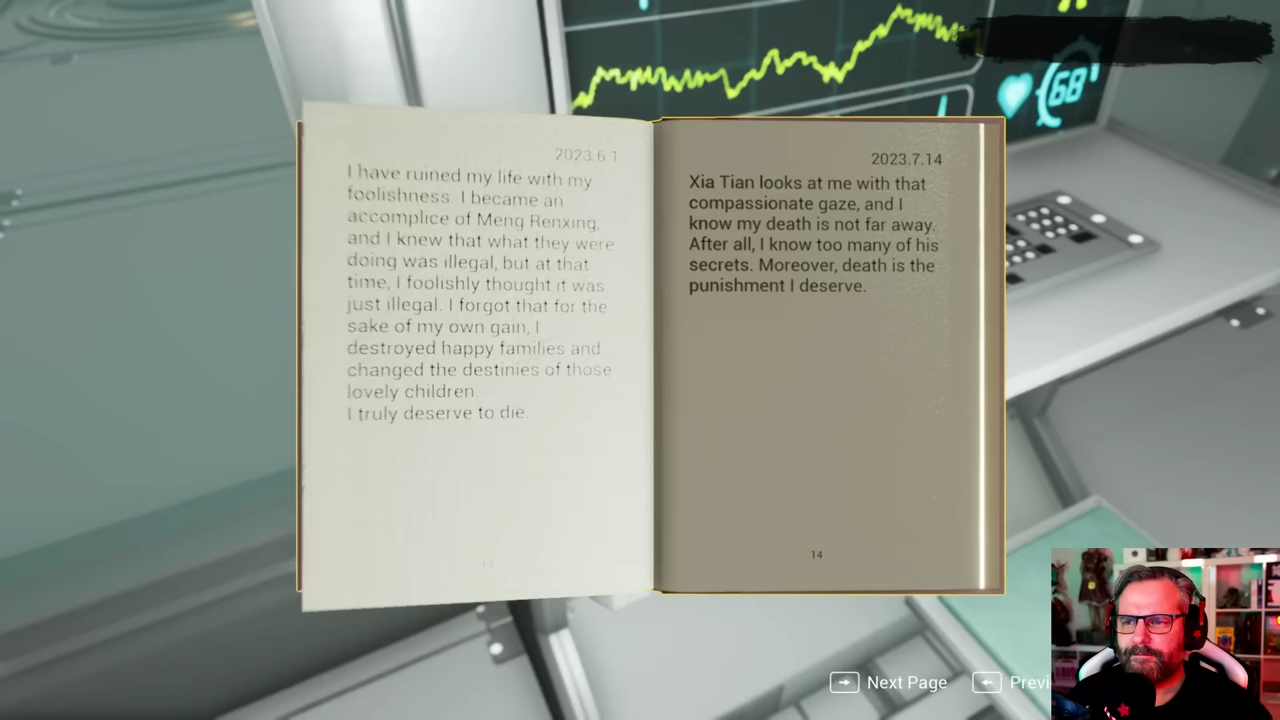 68
2023.6.1
I have ruined my life with my
foolishness. I became an
accomplice of Meng Renxing,
and I knew that what they were
doing was illegal, but at that
time, I foolishly thought it was
just illegal. I forgot that for the
sake of my own gain, I
destroyed happy families and
changed the destinies of those
lovely children.
I truly deserve to die.
2023.7.14
Xia Tian looks at me with that
compassionate gaze, and I
know my death is not far away.
After all, I know too many of his
secrets. Moreover, death is the
punishment I deserve.
14
Next Page
Previ